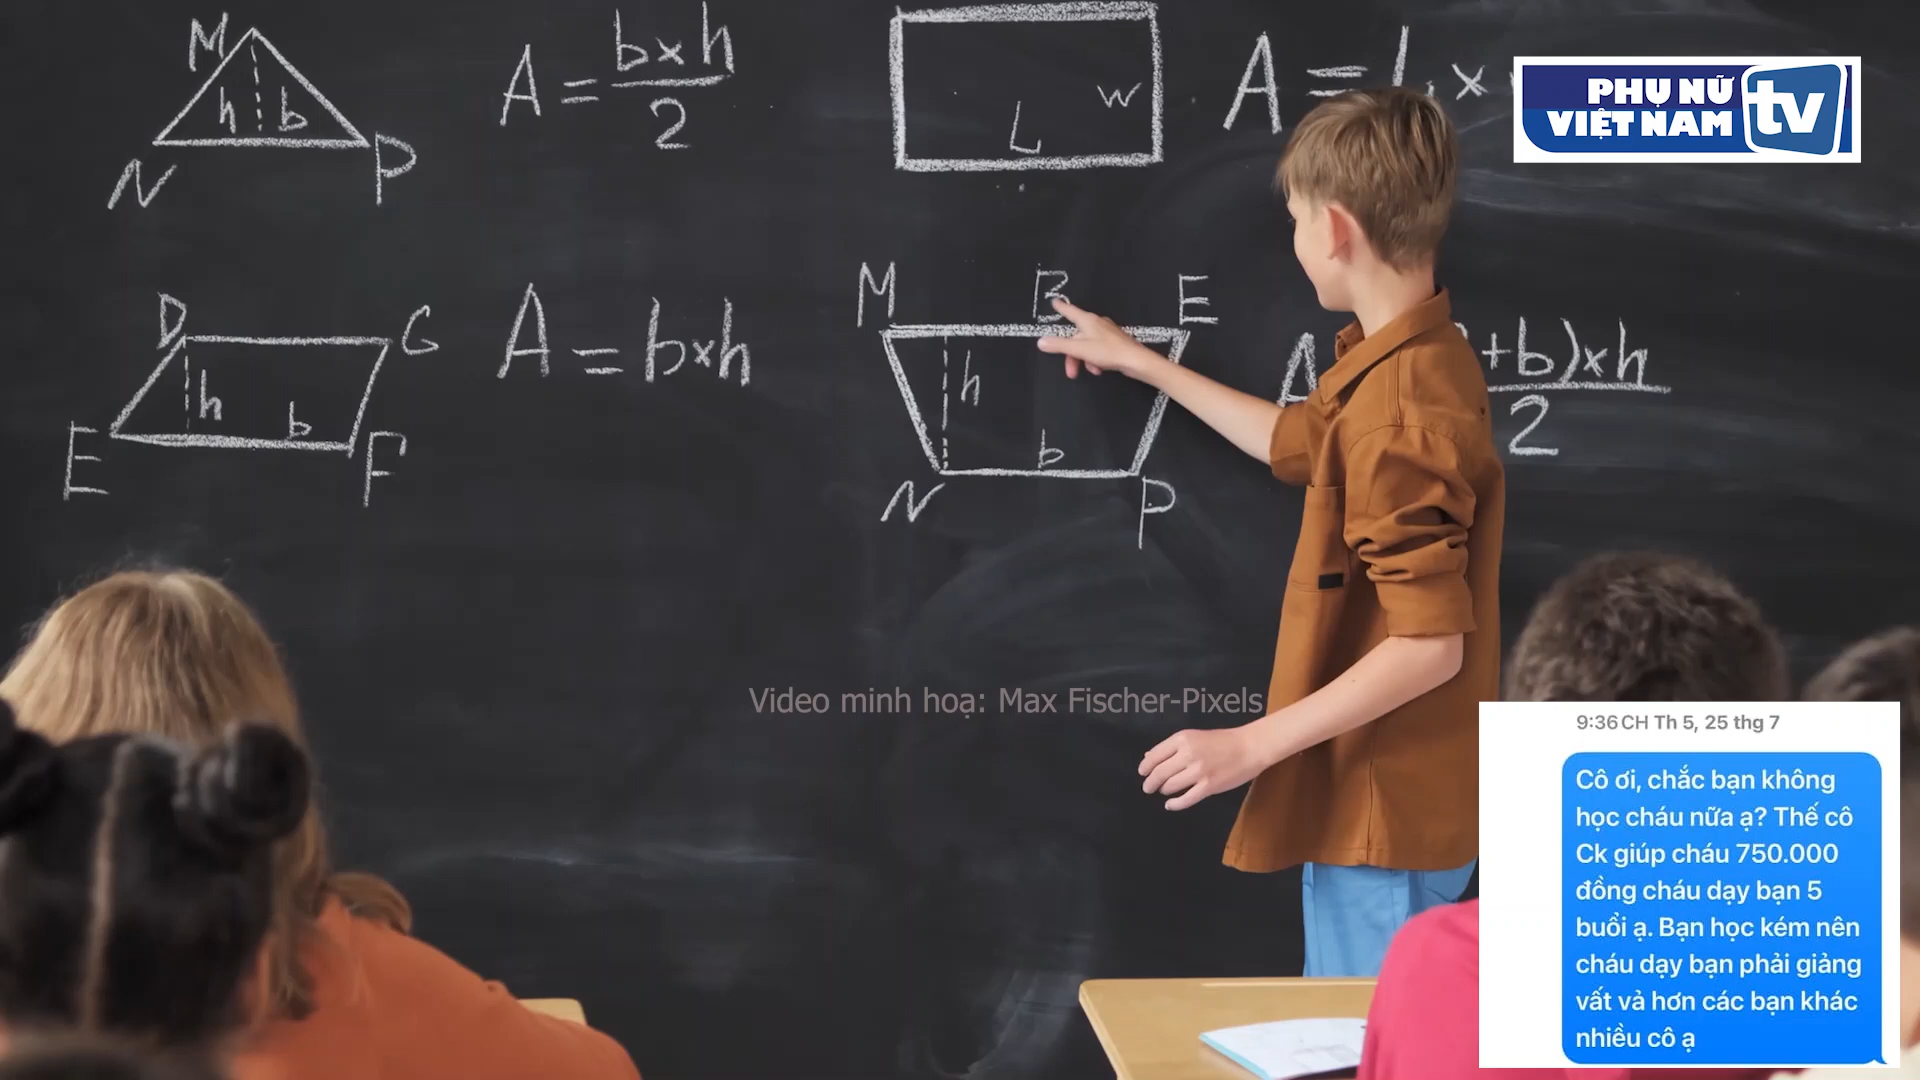 M
h b
N
P
A = b×h
2
W
L
A = L ×
PHỤ NỮ
VIỆT NAM tv
D
G
h
b
E
F
A = b×h
M
B
E
h
b
N
P
A
+b)×h
2
Video minh hoạ: Max Fischer-Pixels
9:36 CH Th 5, 25 thg 7
Cô ơi, chắc bạn không
học cháu nữa ạ? Thế cô
Ck giúp cháu 750.000
đồng cháu dạy bạn 5
buổi ạ. Bạn học kém nên
cháu dạy bạn phải giảng
vất vả hơn các bạn khác
nhiều cô ạ